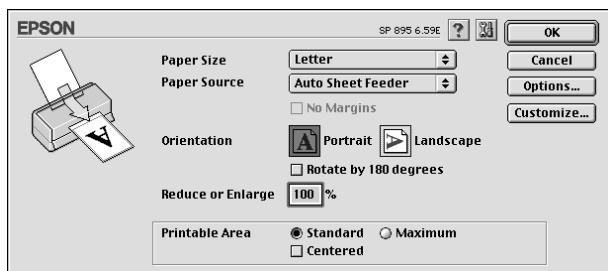 EPSON SP 895 6.59E ? OK
Paper Size Letter Cancel
Paper Source Auto Sheet Feeder Options...
No Margins Customize...
Orientation A Portrait A Landscape
Rotate by 180 degrees
Reduce or Enlarge 100 %
Printable Area Standard Maximum
Centered
A